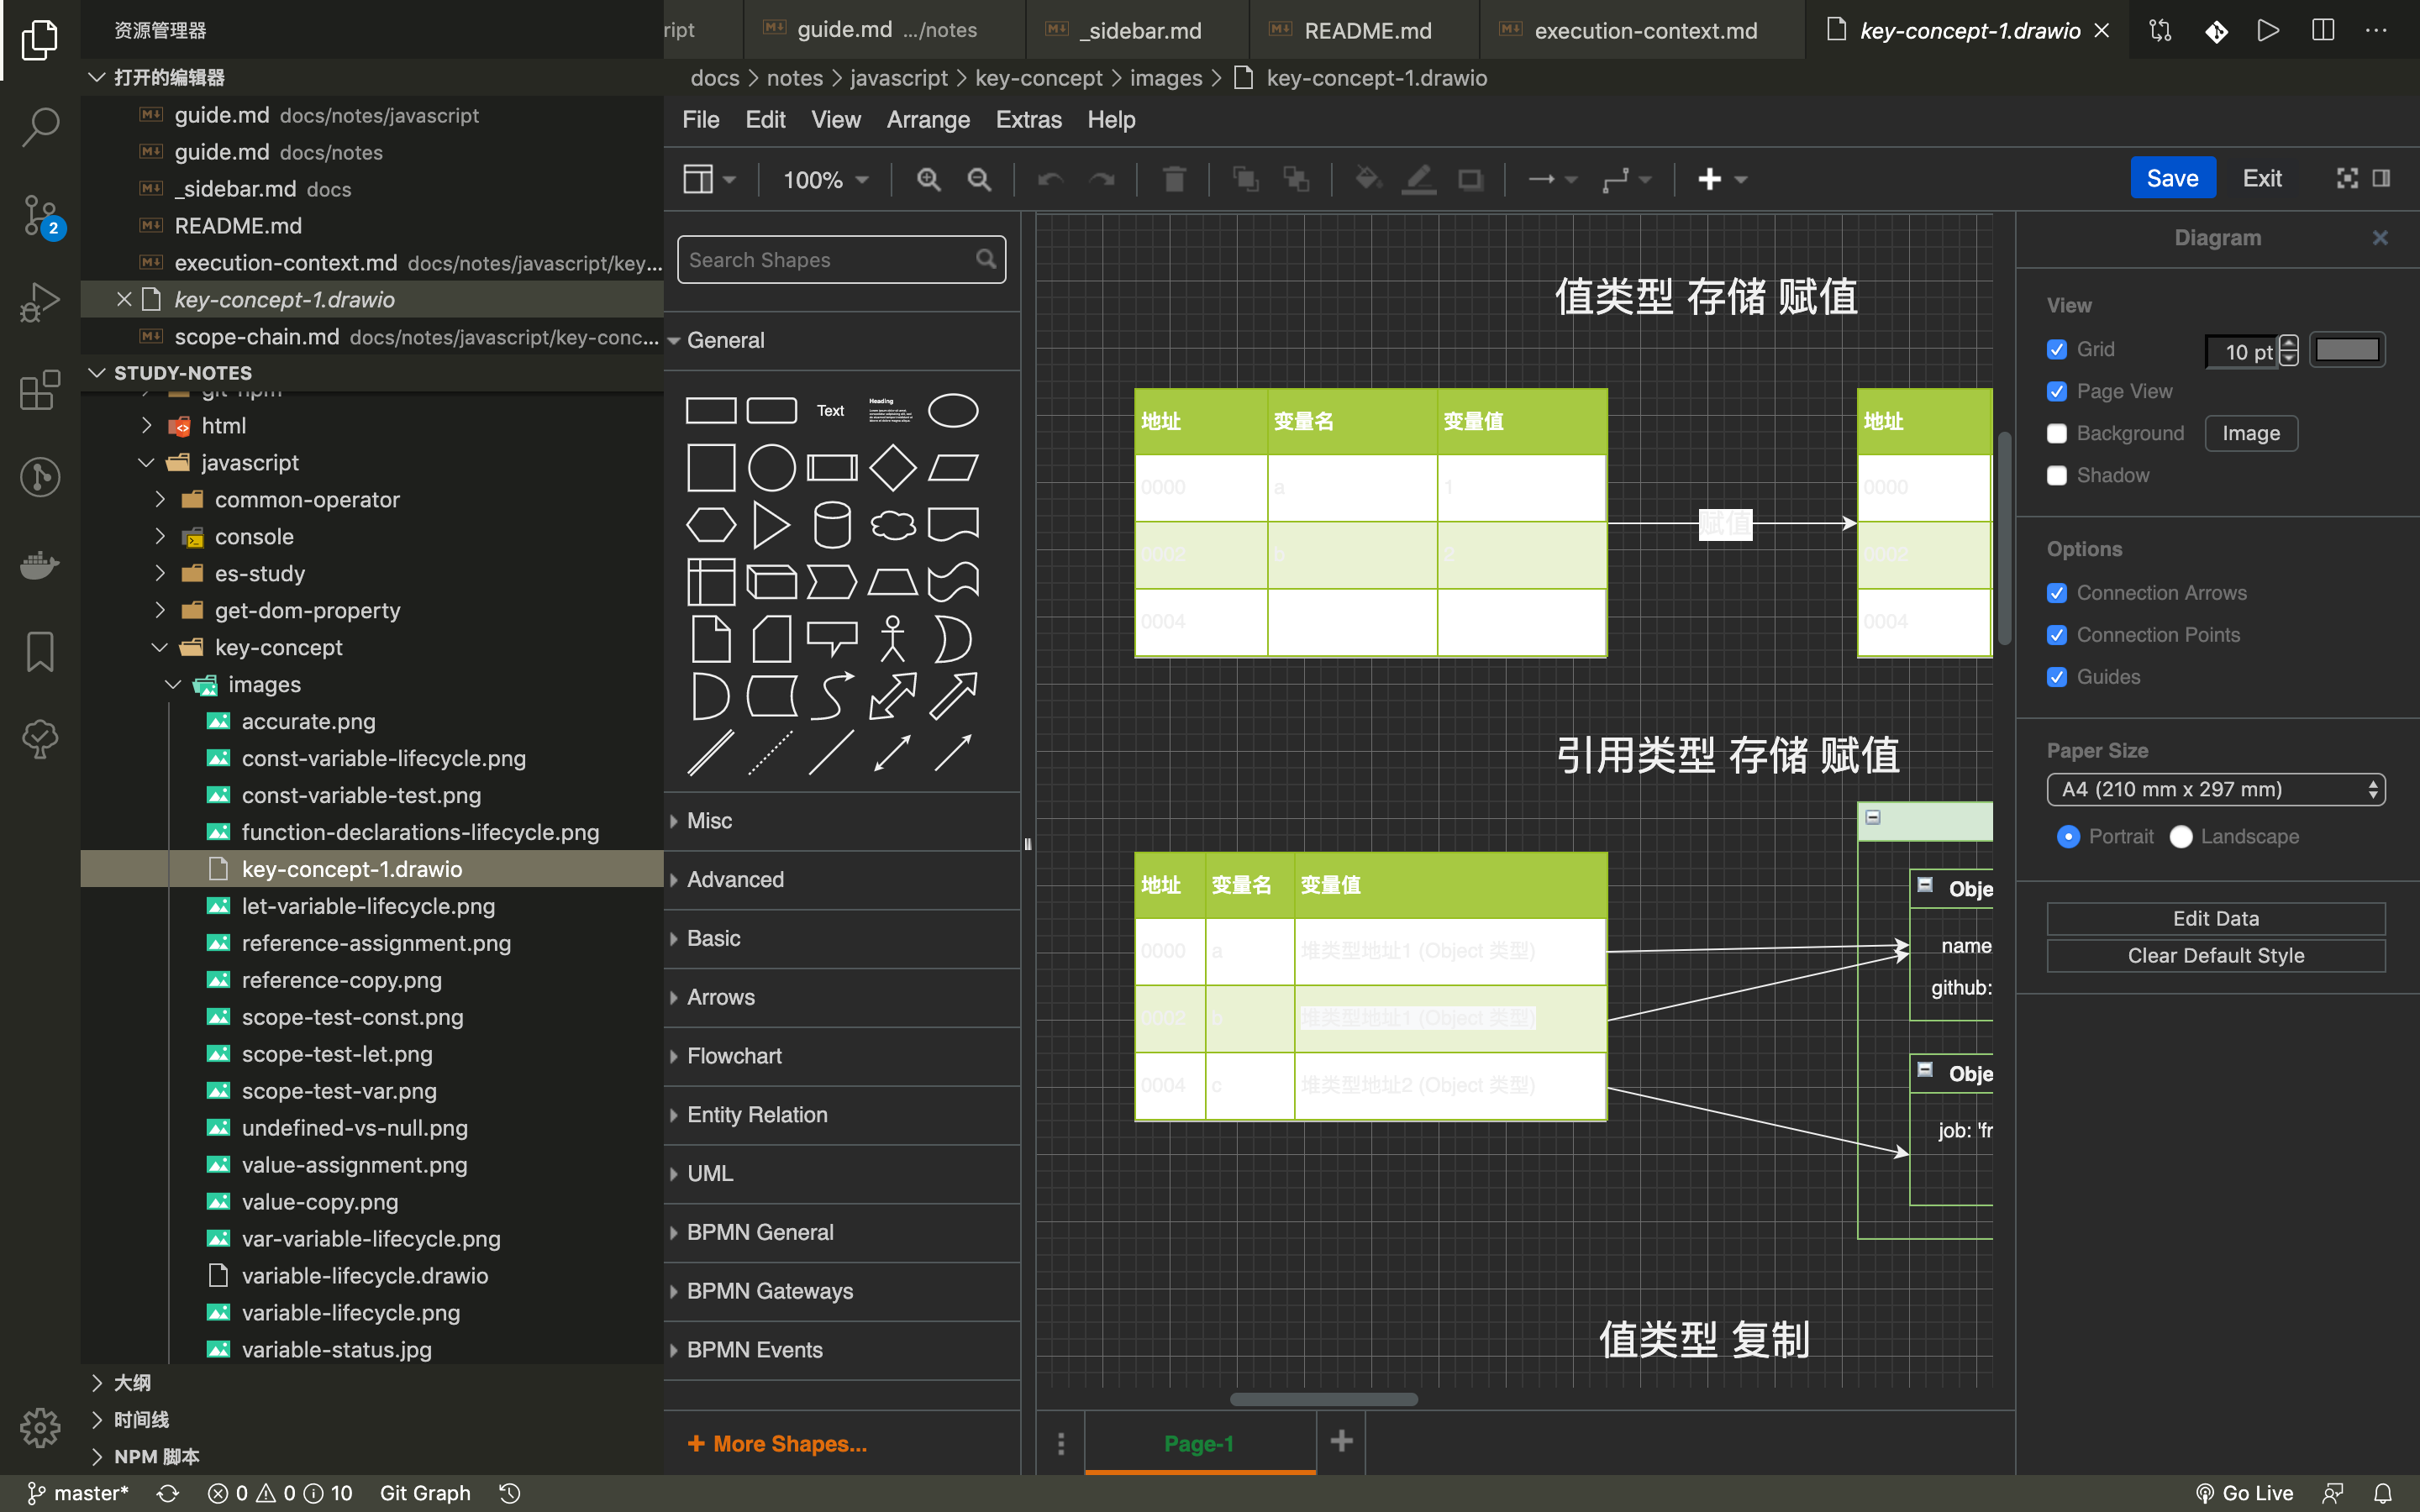 资源管理器
打开的编辑器
guide.md docs/notes/javascript
guide.md docs/notes
_sidebar.md docs
README.md
execution-context.md docs/notes/javascript/key...
key-concept-1.drawio
scope-chain.md docs/notes/javascript/key-conc...
STUDY-NOTES
git-npm
html
javascript
common-operator
console
es-study
get-dom-property
key-concept
images
accurate.png
const-variable-lifecycle.png
const-variable-test.png
function-declarations-lifecycle.png
key-concept-1.drawio
let-variable-lifecycle.png
reference-assignment.png
reference-copy.png
scope-test-const.png
scope-test-let.png
scope-test-var.png
undefined-vs-null.png
value-assignment.png
value-copy.png
var-variable-lifecycle.png
variable-lifecycle.drawio
variable-lifecycle.png
variable-status.jpg
大纲
时间线
NPM 脚本
2
ript
guide.md .../notes
_sidebar.md
README.md
execution-context.md
key-concept-1.drawio
docs > notes > javascript > key-concept > images > key-concept-1.drawio
File Edit View Arrange Extras Help
100%
Save Exit
Search Shapes
General
Text
Heading
Misc
Advanced
Basic
Arrows
Flowchart
Entity Relation
UML
BPMN General
BPMN Gateways
BPMN Events
+ More Shapes...
值类型 存储 赋值
地址 变量名 变量值
0000 a 1
0002 b 2
0004
赋值
地址
0000
0002
0004
引用类型 存储 赋值
地址 变量名 变量值
0000 a 堆类型地址1 (Object 类型)
0002 b 堆类型地址1 (Object 类型)
0004 c 堆类型地址2 (Object 类型)
Obje
name
github:
Obje
job: 'fr
值类型 复制
Page-1
Diagram
View
Grid 10 pt
Page View
Background Image
Shadow
Options
Connection Arrows
Connection Points
Guides
Paper Size
A4 (210 mm x 297 mm)
Portrait Landscape
Edit Data
Clear Default Style
master* 0 0 10 Git Graph
Go Live